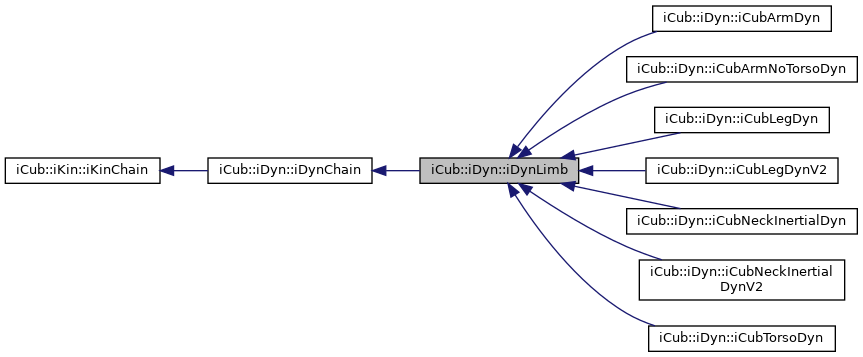 iCub::iDyn::iCubArmDyn
iCub::iDyn::iCubArmNoTorsoDyn
iCub::iDyn::iCubLegDyn
iCub::iKin::iKinChain
iCub::iDyn::iDynChain
iCub::iDyn::iDynLimb
iCub::iDyn::iCubLegDynV2
iCub::iDyn::iCubNeckInertialDyn
iCub::iDyn::iCubNeckInertial
DynV2
iCub::iDyn::iCubTorsoDyn